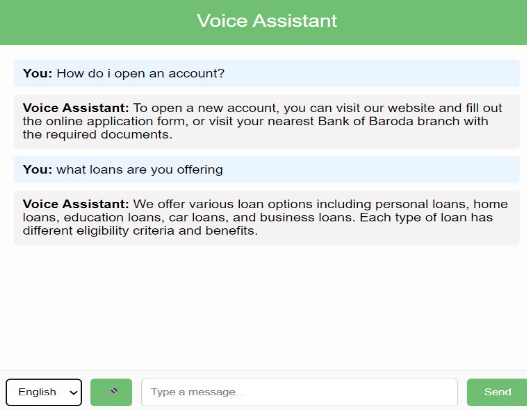 Voice Assistant
You: How do i open an account?
Voice Assistant: To open a new account, you can visit our website and fill out
the online application form, or visit your nearest Bank of Baroda branch with
the required documents.
You: what loans are you offering
Voice Assistant: We offer various loan options including personal loans, home
loans, education loans, car loans, and business loans. Each type of loan has
different eligibility criteria and benefits.
English
Type a message...
Send